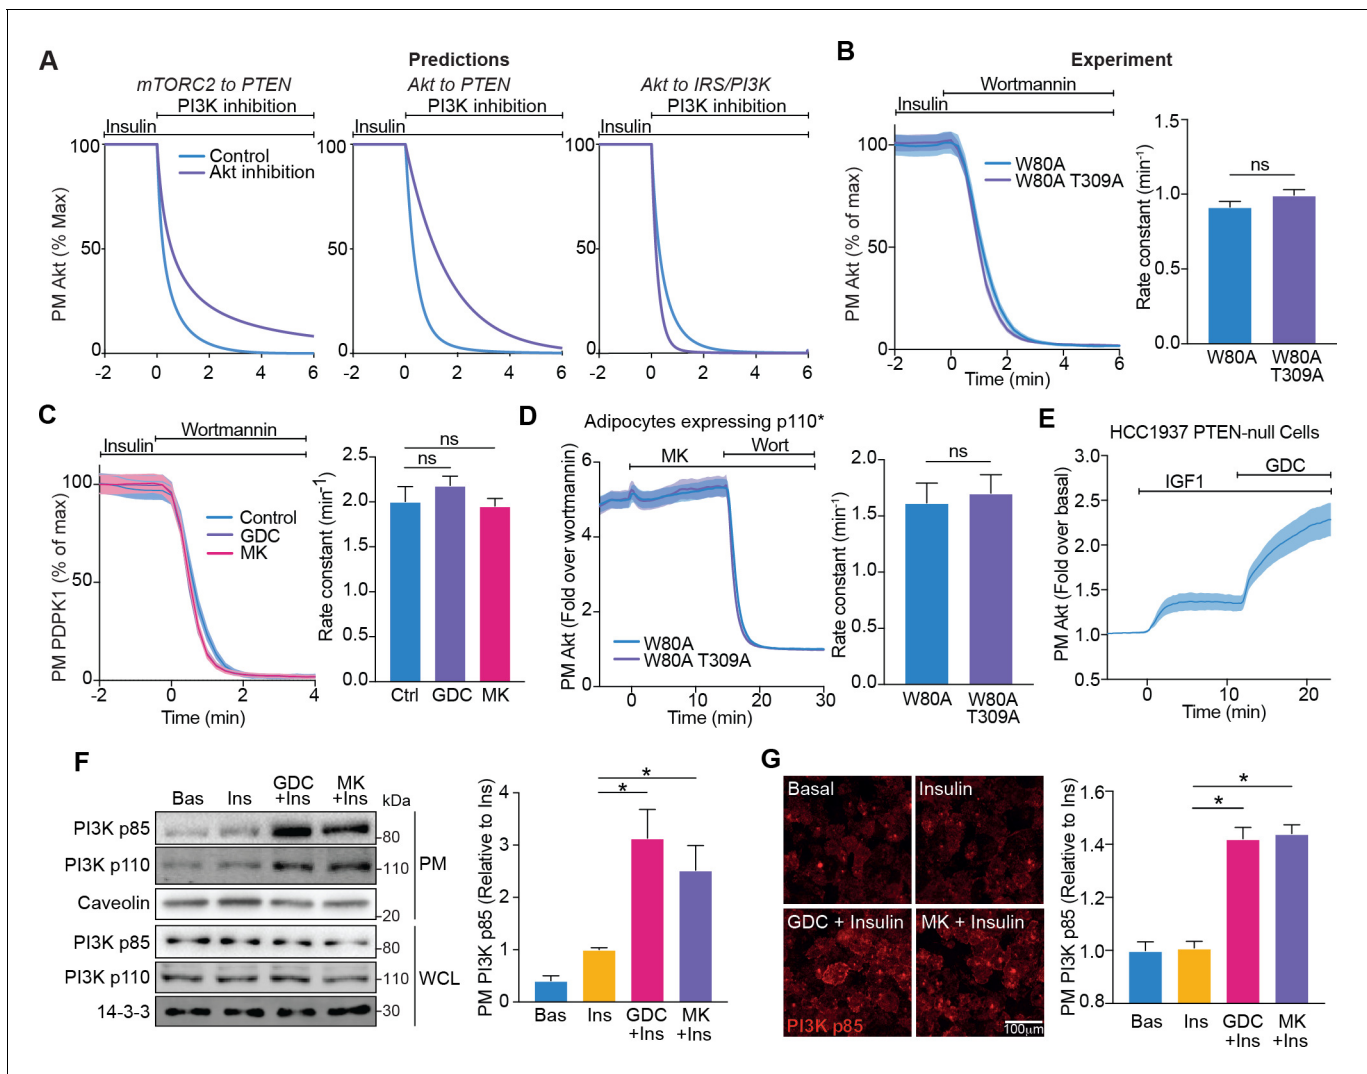 A
Predictions
mTORC2 to PTEN
Akt to PTEN
Akt to IRS/PI3K
PI3K inhibition
PI3K inhibition
PI3K inhibition
Insulin
Insulin
Insulin
PM Akt (% Max)
100
50
0
-2 0 2 4 6
Control
Akt inhibition
100
50
0
-2 0 2 4 6
100
50
0
-2 0 2 4 6
B
Experiment
Wortmannin
Insulin
PM Akt (% of max)
100
50
0
-2 0 2 4 6
Time (min)
W80A
W80A T309A
Rate constant (min-1)
1.5
1.0
0.5
0.0
ns
W80A
W80A
T309A
C
Wortmannin
Insulin
PM PDPK1 (% of max)
100
50
0
-2 0 2 4
Time (min)
Control
GDC
MK
Rate constant (min-1)
2.5
2.0
1.5
1.0
0.5
0.0
ns
ns
Ctrl GDC MK
D
Adipocytes expressing p110*
Wort
MK
PM Akt (Fold over wortmannin)
6
4
2
0
0 10 20 30
Time (min)
W80A
W80A T309A
Rate constant (min-1)
2.0
1.5
1.0
0.5
0.0
ns
W80A
W80A
T309A
E
HCC1937 PTEN-null Cells
GDC
IGF1
PM Akt (Fold over basal)
2.5
2.0
1.5
1.0
0.5
0 10 20
Time (min)
F
Bas Ins GDC +Ins MK +Ins kDa
PI3K p85 -80
PI3K p110 -110 PM
Caveolin -20
PI3K p85 -80
PI3K p110 -110 WCL
14-3-3 -30
PM PI3K p85 (Relative to Ins)
4
3
2
1
0
*
*
Bas Ins GDC MK
+Ins +Ins
G
Basal
Insulin
GDC + Insulin
MK + Insulin
PI3K p85
100µm
PM PI3K p85 (Relative to Ins)
1.6
1.4
1.2
1.0
0.8
*
*
Bas Ins GDC MK
+Ins +Ins